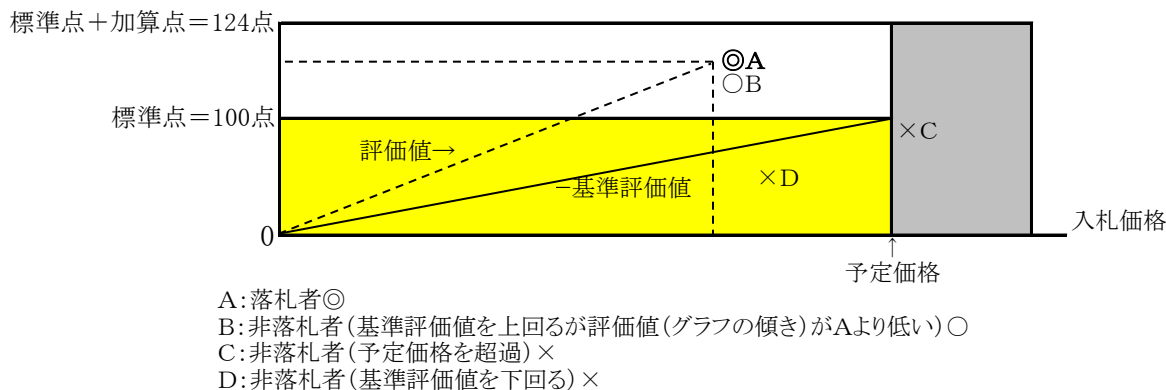 標準点＋加算点＝124点
◎A
○B
標準点＝100点
×C
評価値→
×D
－基準評価値
入札価格
0
↑
予定価格
A：落札者◎
B：非落札者（基準評価値を上回るが評価値（グラフの傾き）がAより低い）○
C：非落札者（予定価格を超過）×
D：非落札者（基準評価値を下回る）×